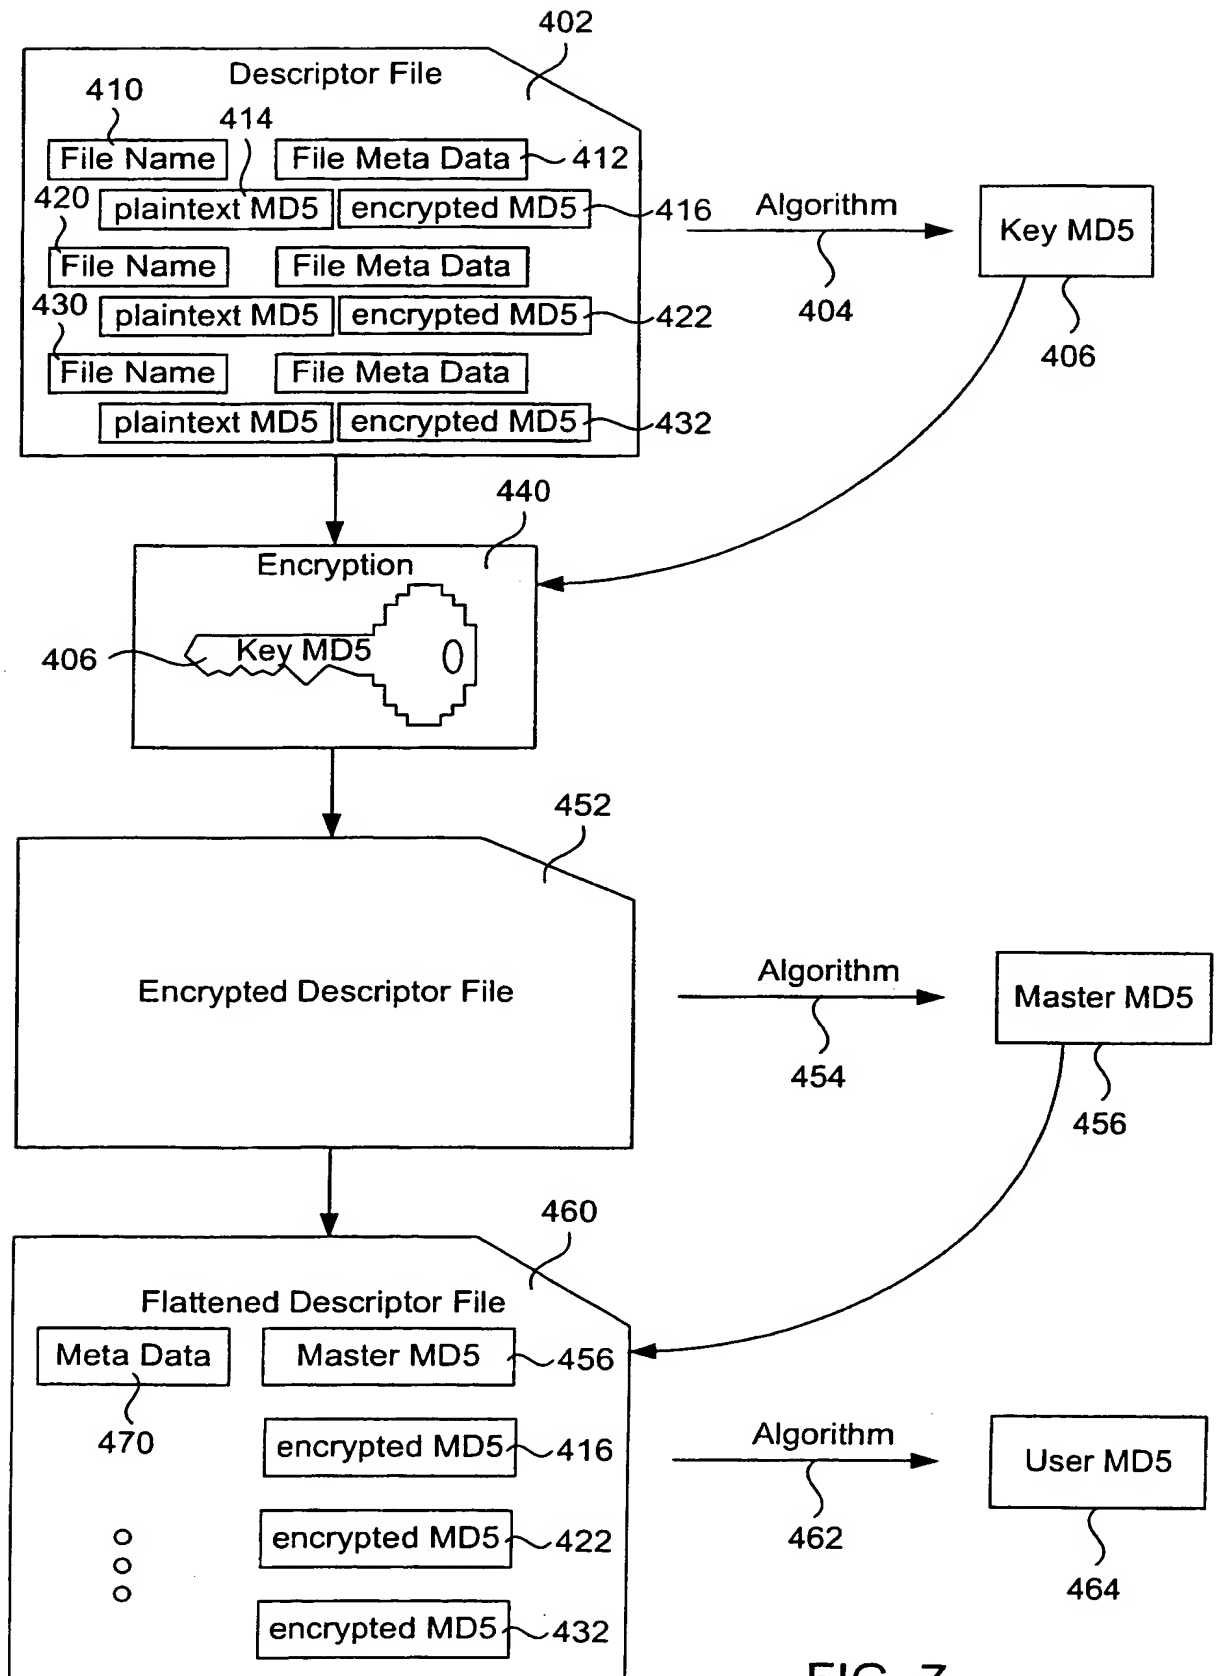 402
Descriptor File
410
414
File Name File Meta Data 412
420
plaintext MD5 encrypted MD5 416
Algorithm
404
Key MD5
406
File Name File Meta Data
430
plaintext MD5 encrypted MD5 422
File Name File Meta Data
plaintext MD5 encrypted MD5 432
440
Encryption
406 Key MD5
452
Encrypted Descriptor File
Algorithm
454
Master MD5
456
460
Flattened Descriptor File
Meta Data Master MD5 456
470
encrypted MD5 416
Algorithm
462
User MD5
464
encrypted MD5 422
encrypted MD5 432
FIG. 7